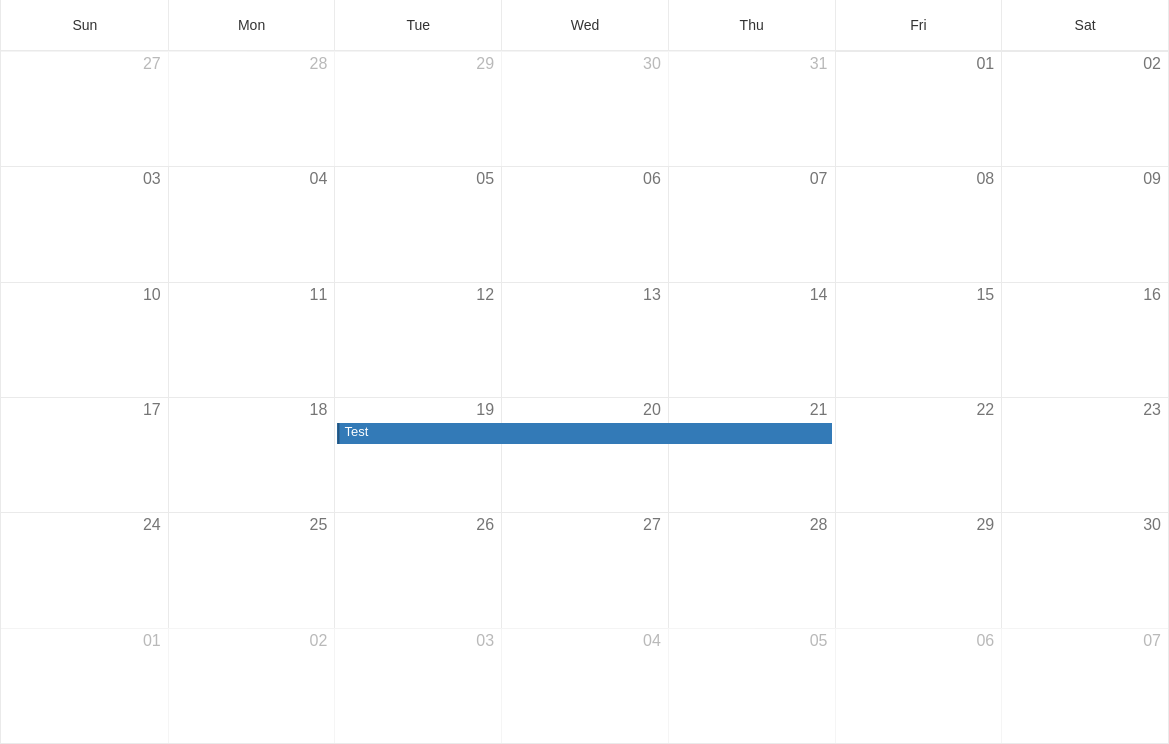 Sun Mon Tue Wed Thu Fri Sat
27 28 29 30 31 01 02
03 04 05 06 07 08 09
10 11 12 13 14 15 16
17 18 19 20 21 22 23
Test
24 25 26 27 28 29 30
01 02 03 04 05 06 07